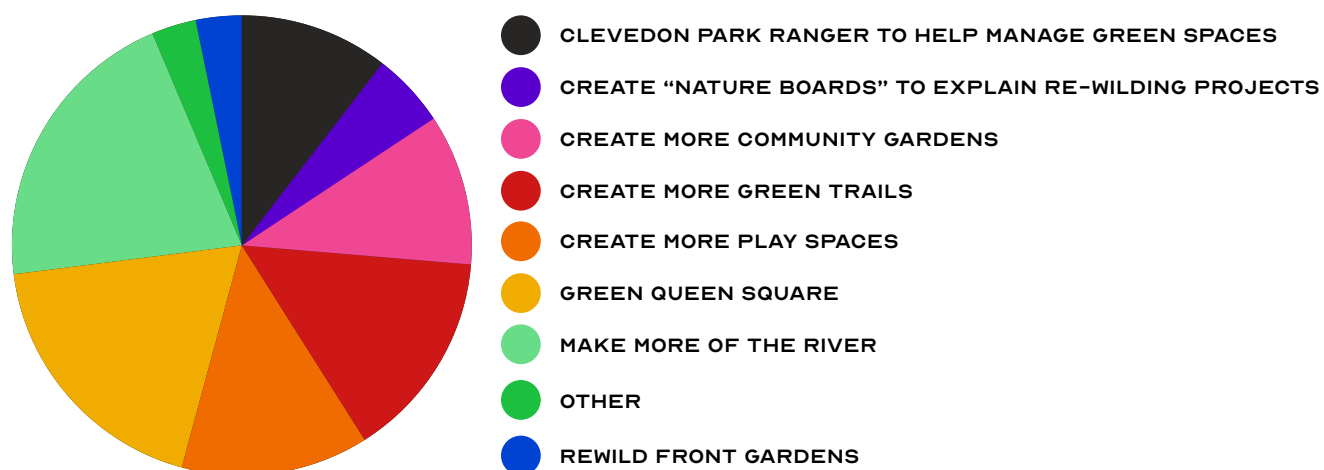 CLEVEDON PARK RANGER TO HELP MANAGE GREEN SPACES
CREATE “NATURE BOARDS” TO EXPLAIN RE-WILDING PROJECTS
CREATE MORE COMMUNITY GARDENS
CREATE MORE GREEN TRAILS
CREATE MORE PLAY SPACES
GREEN QUEEN SQUARE
MAKE MORE OF THE RIVER
OTHER
REWILD FRONT GARDENS